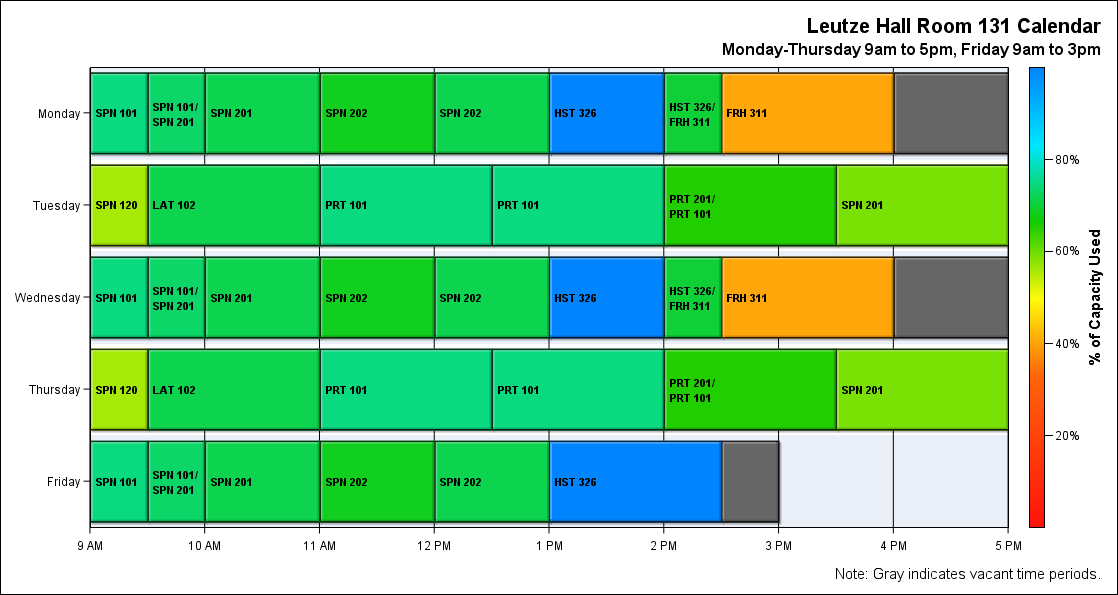 Leutze Hall Room 131 Calendar
Monday-Thursday 9am to 5pm, Friday 9am to 3pm
Monday
SPN 101
SPN 101/
SPN 201
SPN 201
SPN 202
SPN 202
HST 326
HST 326/
FRH 311
FRH 311
Tuesday
SPN 120
LAT 102
PRT 101
PRT 101
PRT 201/
PRT 101
SPN 201
Wednesday
SPN 101
SPN 101/
SPN 201
SPN 201
SPN 202
SPN 202
HST 326
HST 326/
FRH 311
FRH 311
Thursday
SPN 120
LAT 102
PRT 101
PRT 101
PRT 201/
PRT 101
SPN 201
Friday
SPN 101
SPN 101/
SPN 201
SPN 201
SPN 202
SPN 202
HST 326
9 AM
10 AM
11 AM
12 PM
1 PM
2 PM
3 PM
4 PM
5 PM
80%
60%
40%
20%
% of Capacity Used
Note: Gray indicates vacant time periods.